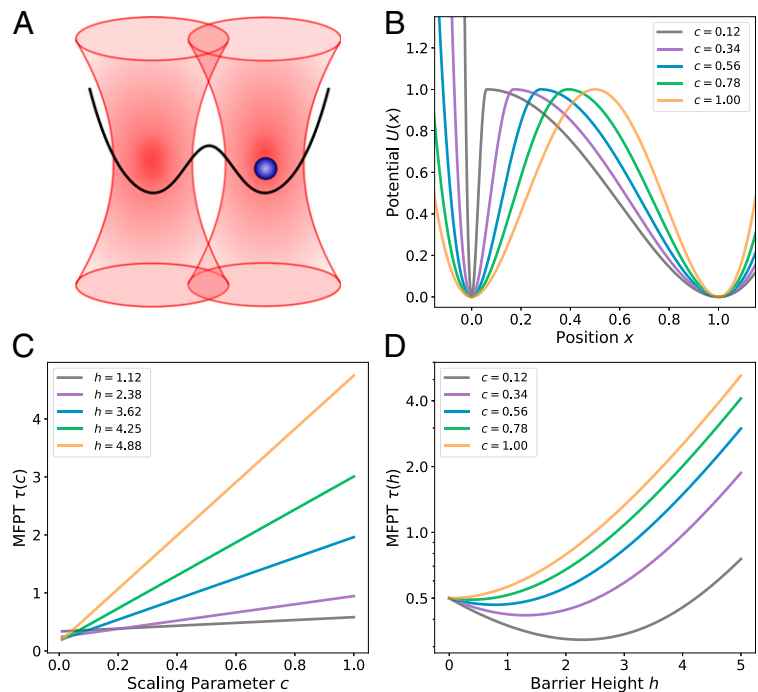 A
B
c = 0.12
c = 0.34
c = 0.56
c = 0.78
c = 1.00
1.2
1.0
0.8
0.6
0.4
0.2
0.0
Potential U(x)
0.0 0.2 0.4 0.6 0.8 1.0
Position x
C
h = 1.12
h = 2.38
h = 3.62
h = 4.25
h = 4.88
4
3
2
1
0
MFPT τ(c)
0.0 0.2 0.4 0.6 0.8 1.0
Scaling Parameter c
D
c = 0.12
c = 0.34
c = 0.56
c = 0.78
c = 1.00
4.0
2.0
1.0
0.5
MFPT τ(h)
0 1 2 3 4 5
Barrier Height h